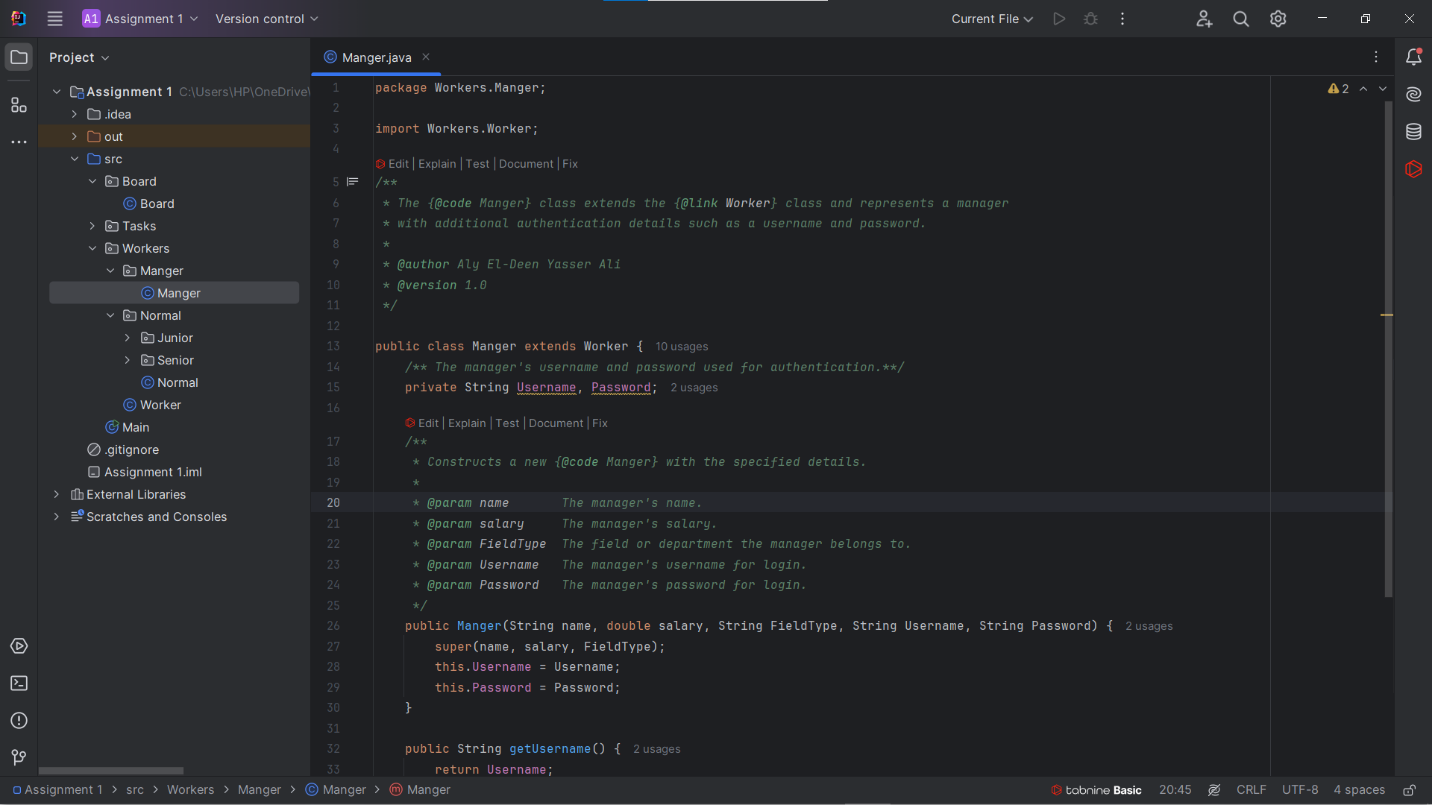 A1 Assignment 1 Version control Current File
Project
Manger.java
Assignment 1 C:\Users\HP\OneDrive\
.idea
out
src
Board
Board
Tasks
Workers
Manger
Manger
Normal
Junior
Senior
Normal
Worker
Main
.gitignore
Assignment 1.iml
External Libraries
Scratches and Consoles
2
1 package Workers.Manger;
2
3 import Workers.Worker;
4
Edit | Explain | Test | Document | Fix
5 /**
6 * The {@code Manger} class extends the {@link Worker} class and represents a manager
7 * with additional authentication details such as a username and password.
8 *
9 * @author Aly El-Deen Yasser Ali
10 * @version 1.0
11 */
12
13 public class Manger extends Worker { 10 usages
14 /** The manager's username and password used for authentication.**/
15 private String Username, Password; 2 usages
16
Edit | Explain | Test | Document | Fix
17 /**
18 * Constructs a new {@code Manger} with the specified details.
19 *
20 * @param name The manager's name.
21 * @param salary The manager's salary.
22 * @param FieldType The field or department the manager belongs to.
23 * @param Username The manager's username for login.
24 * @param Password The manager's password for login.
25 */
26 public Manger(String name, double salary, String FieldType, String Username, String Password) { 2 usages
27 super(name, salary, FieldType);
28 this.Username = Username;
29 this.Password = Password;
30 }
31
32 public String getUsername() { 2 usages
33 return Username;
Assignment 1 > src > Workers > Manger > Manger > Manger
tabnine Basic 20:45 CRLF UTF-8 4 spaces